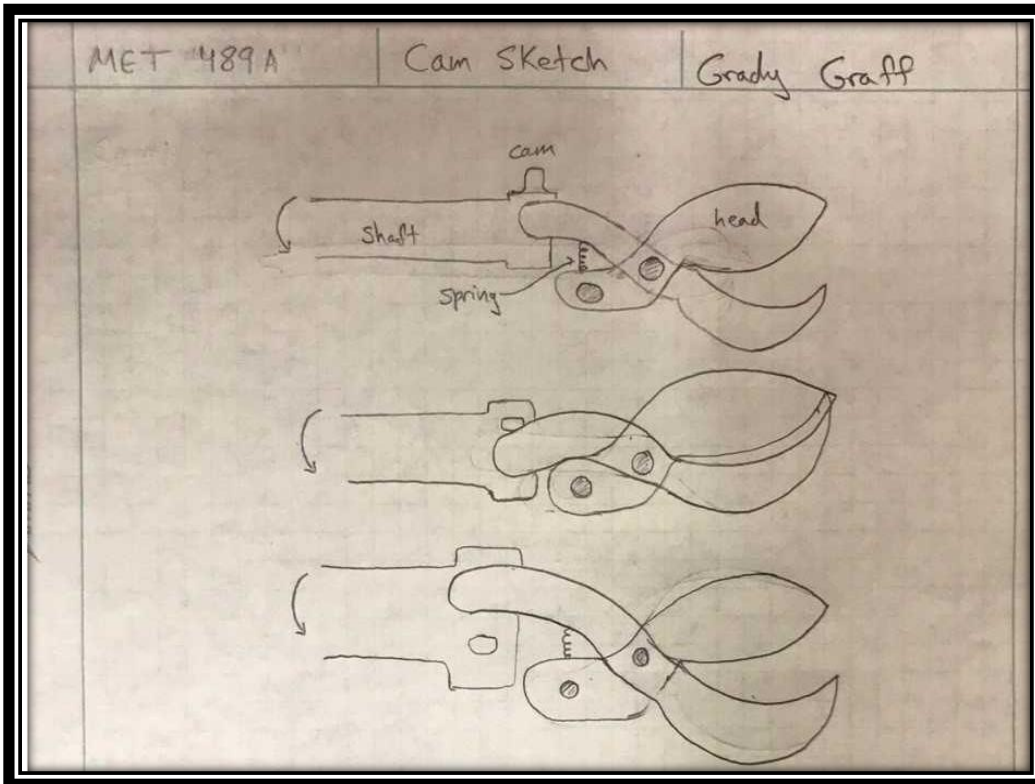 MET 489A
Cam Sketch
Grady Graff
cam
Shaft
head
spring